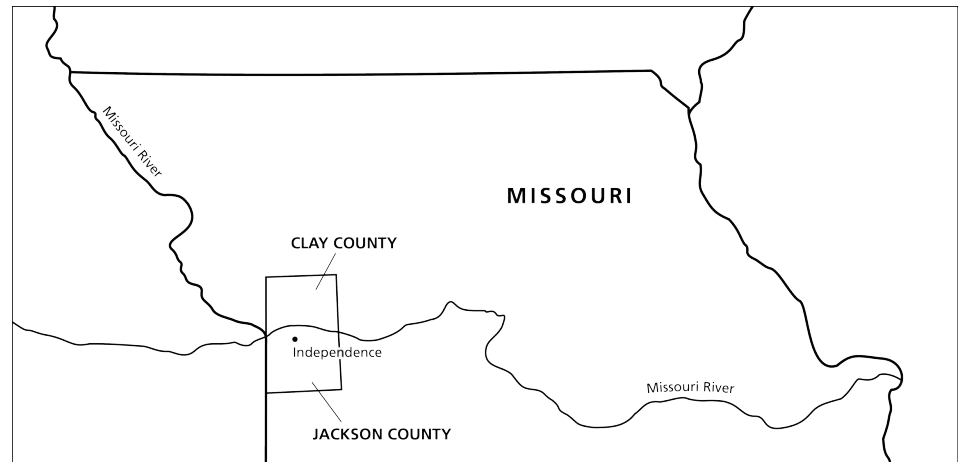 Missouri River
MISSOURI
CLAY COUNTY
Independence
Missouri River
JACKSON COUNTY